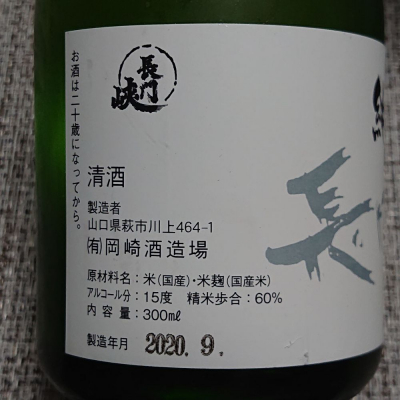 長門峡
お酒は二十歳になってから。
清酒
製造者
山口県萩市川上464-1
㈲岡崎酒造場
原材料名：米(国産)・米麹(国産米)
アルコール分：15度 精米歩合：60%
内容量：300㎖
製造年月 2020.9.
長